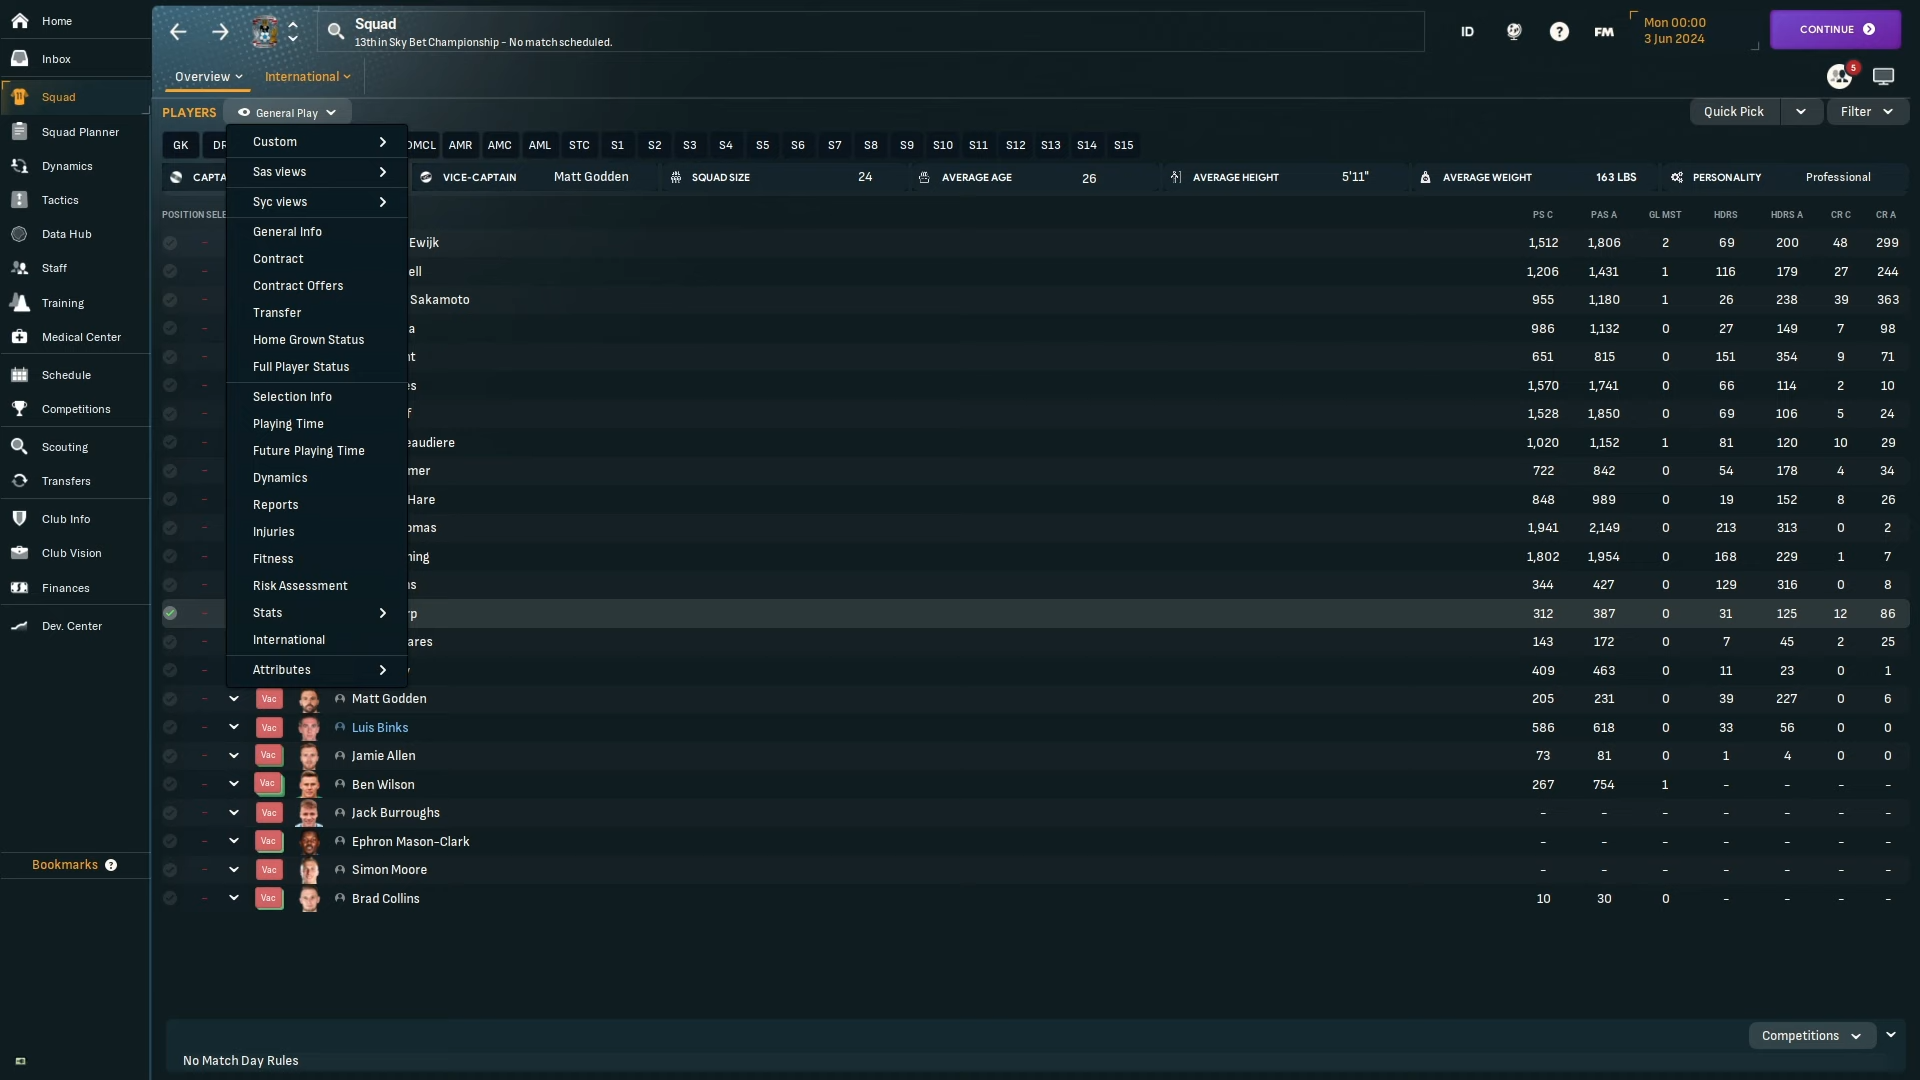 Home
Inbox
Squad
Squad Planner
Dynamics
Tactics
Data Hub
Staff
Training
Medical Center
Schedule
Competitions
Scouting
Transfers
Club Info
Club Vision
Finances
Dev. Center
Bookmarks ?
Squad
13th in Sky Bet Championship - No match scheduled.
ID ? FM
Mon 00:00
3 Jun 2024
CONTINUE
Overview International
5
PLAYERS General Play
Quick Pick Filter
GK DR DMCL AMR AMC AML STC S1 S2 S3 S4 S5 S6 S7 S8 S9 S10 S11 S12 S13 S14 S15
CAPTA VICE-CAPTAIN Matt Godden SQUAD SIZE 24 AVERAGE AGE 26 AVERAGE HEIGHT 5'11" AVERAGE WEIGHT 163 LBS PERSONALITY Professional
Custom
Sas views
Syc views
General Info
Contract
Contract Offers
Transfer
Home Grown Status
Full Player Status
Selection Info
Playing Time
Future Playing Time
Dynamics
Reports
Injuries
Fitness
Risk Assessment
Stats
International
Attributes
POSITION SELE PS C PAS A GL MST HDRS HDRS A CR C CR A
- Ewijk 1,512 1,806 2 69 200 48 299
- ell 1,206 1,431 1 116 179 27 244
- Sakamoto 955 1,180 1 26 238 39 363
- a 986 1,132 0 27 149 7 98
- nt 651 815 0 151 354 9 71
- es 1,570 1,741 0 66 114 2 10
- f 1,528 1,850 0 69 106 5 24
- eaudiere 1,020 1,152 1 81 120 10 29
- mer 722 842 0 54 178 4 34
- Hare 848 989 0 19 152 8 26
- omas 1,941 2,149 0 213 313 0 2
- ning 1,802 1,954 0 168 229 1 7
- ns 344 427 0 129 316 0 8
- rp 312 387 0 31 125 12 86
- ares 143 172 0 7 45 2 25
- y 409 463 0 11 23 0 1
- Vac Matt Godden 205 231 0 39 227 0 6
- Vac Luis Binks 586 618 0 33 56 0 0
- Vac Jamie Allen 73 81 0 1 4 0 0
- Vac Ben Wilson 267 754 1 - - - -
- Vac Jack Burroughs - - - - - - -
- Vac Ephron Mason-Clark - - - - - - -
- Vac Simon Moore - - - - - - -
- Vac Brad Collins 10 30 0 - - - -
Competitions
No Match Day Rules